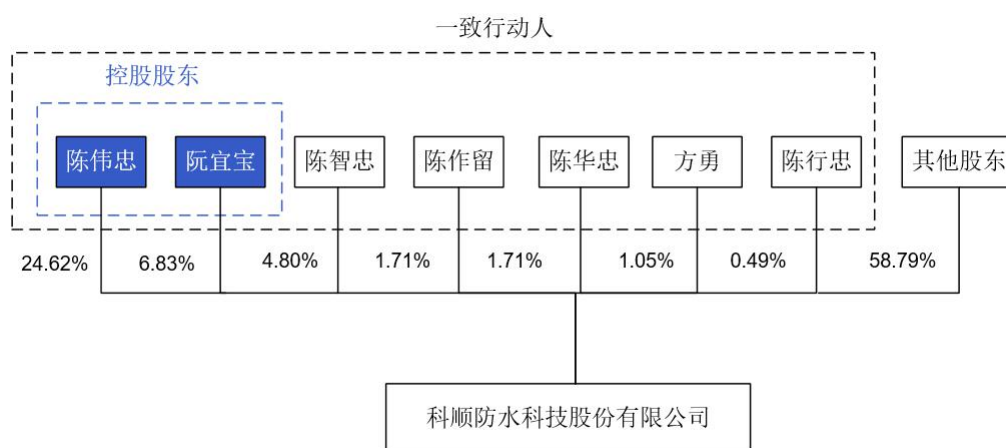 一致行动人
控股股东
陈伟忠
阮宜宝
陈智忠
陈作留
陈华忠
方勇
陈行忠
其他股东
24.62%
6.83%
4.80%
1.71%
1.71%
1.05%
0.49%
58.79%
科顺防水科技股份有限公司